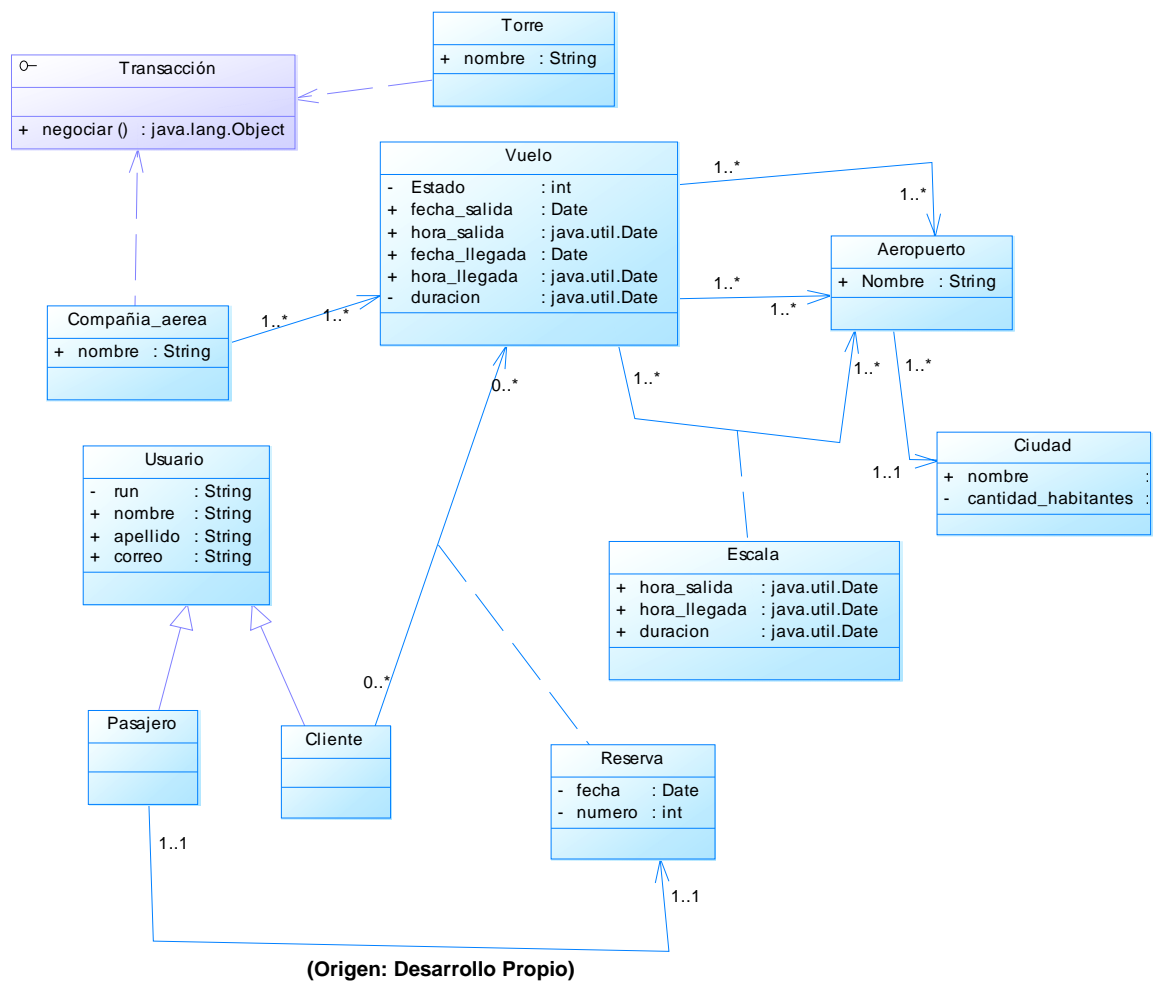 Torre
+ nombre : String
Transacción
+ negociar () : java.lang.Object
Vuelo
- Estado : int
+ fecha_salida : Date
+ hora_salida : java.util.Date
+ fecha_llegada : Date
+ hora_llegada : java.util.Date
- duracion : java.util.Date
1..*
1..*
Aeropuerto
+ Nombre : String
1..*
1..*
Compañia_aerea
+ nombre : String
1..*
1..*
0..*
1..*
1..*
1..*
1..1
Ciudad
+ nombre :
- cantidad_habitantes :
Usuario
- run : String
+ nombre : String
+ apellido : String
+ correo : String
Escala
+ hora_salida : java.util.Date
+ hora_llegada : java.util.Date
+ duracion : java.util.Date
0..*
Pasajero
Cliente
Reserva
- fecha : Date
- numero : int
1..1
1..1
(Origen: Desarrollo Propio)